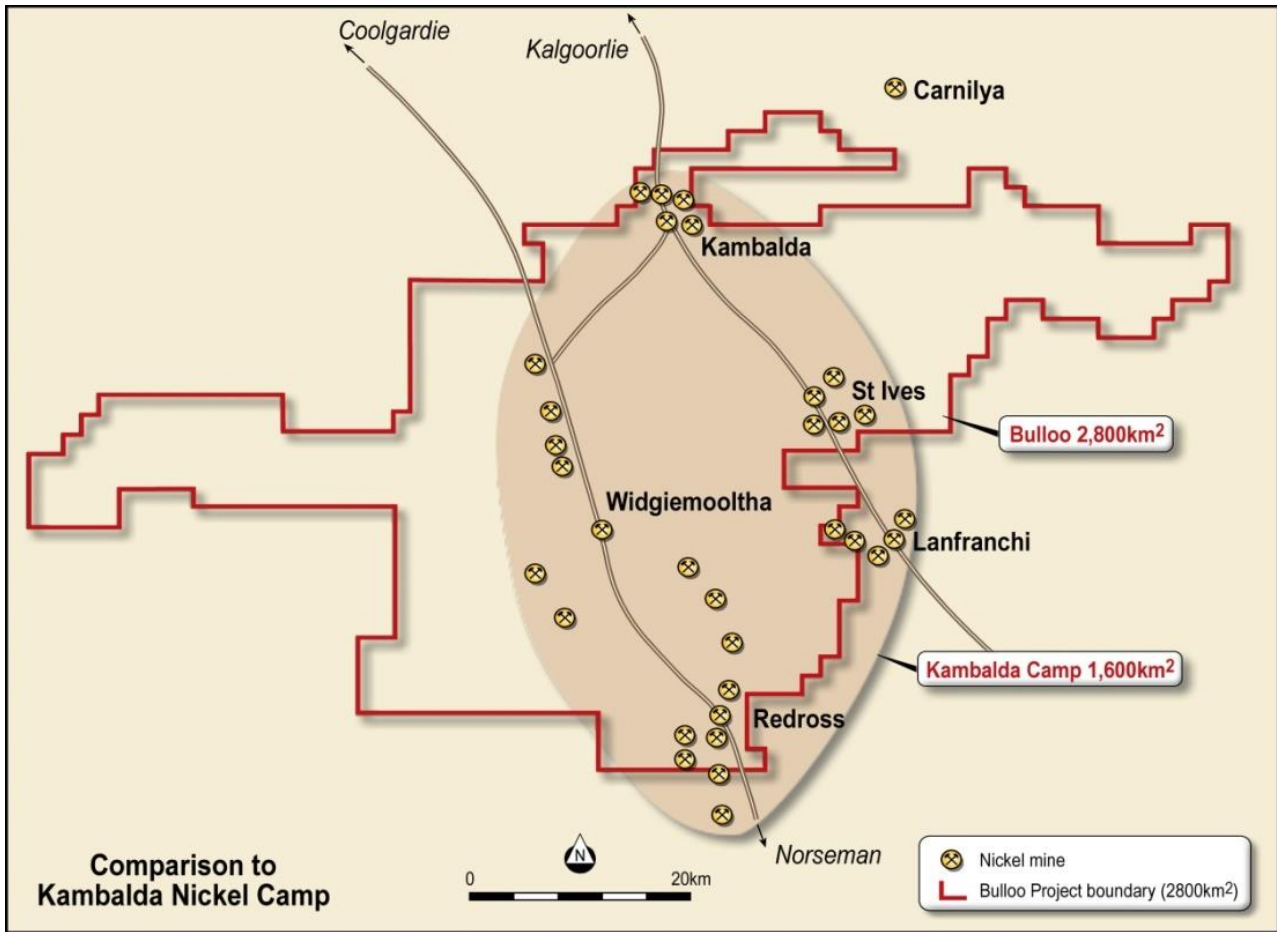 Coolgardie
Kalgoorlie
Carnilya
Kambalda
St Ives
Bulloo 2,800km²
Widgiemooltha
Lanfranchi
Kambalda Camp 1,600km²
Redross
Norseman
Comparison to
Kambalda Nickel Camp
N
0 20km
Nickel mine
Bulloo Project boundary (2800km²)